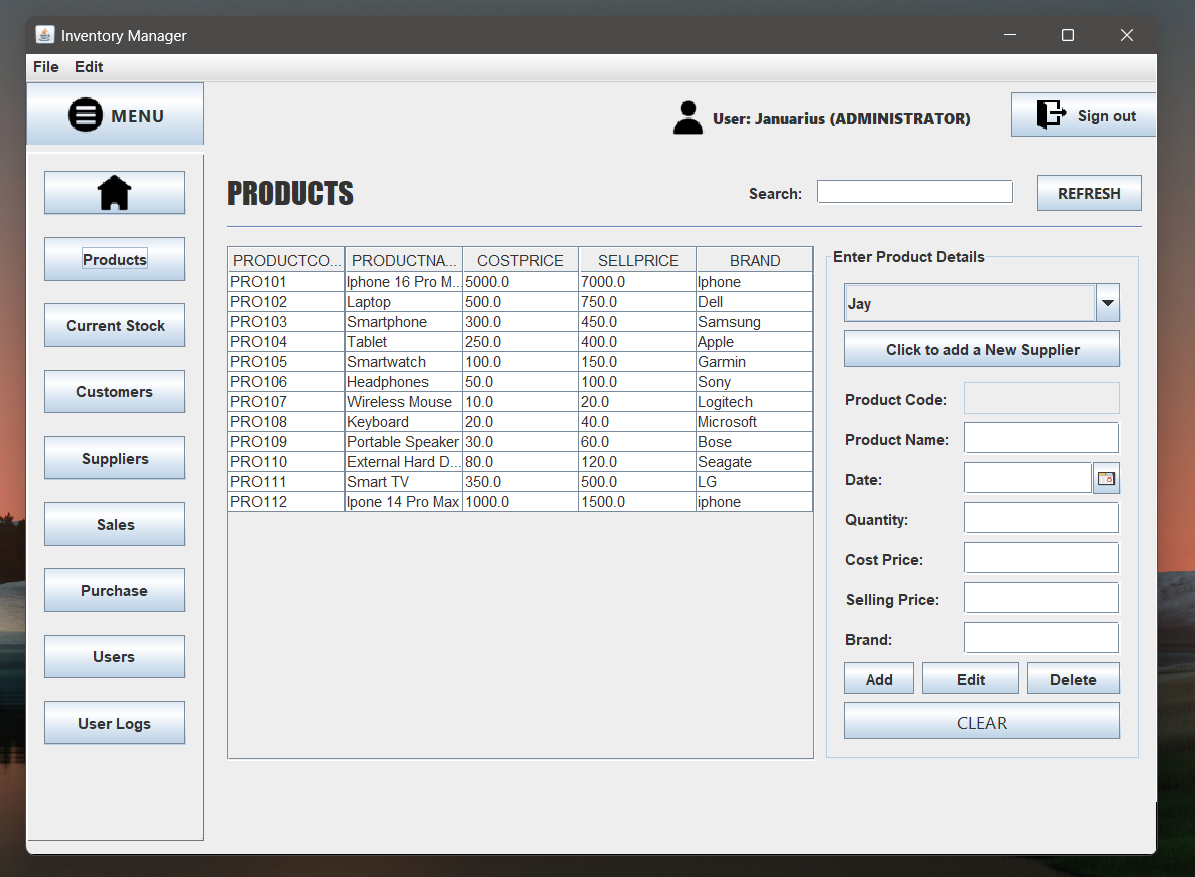 Inventory Manager
File Edit
MENU
User: Januarius (ADMINISTRATOR)
Sign out
Products
Current Stock
Customers
Suppliers
Sales
Purchase
Users
User Logs
PRODUCTS
Search:
REFRESH
PRODUCTCO... PRODUCTNA... COSTPRICE SELLPRICE BRAND
PRO101 Iphone 16 Pro M... 5000.0 7000.0 Iphone
PRO102 Laptop 500.0 750.0 Dell
PRO103 Smartphone 300.0 450.0 Samsung
PRO104 Tablet 250.0 400.0 Apple
PRO105 Smartwatch 100.0 150.0 Garmin
PRO106 Headphones 50.0 100.0 Sony
PRO107 Wireless Mouse 10.0 20.0 Logitech
PRO108 Keyboard 20.0 40.0 Microsoft
PRO109 Portable Speaker 30.0 60.0 Bose
PRO110 External Hard D... 80.0 120.0 Seagate
PRO111 Smart TV 350.0 500.0 LG
PRO112 Ipone 14 Pro Max 1000.0 1500.0 iphone
Enter Product Details
Jay
Click to add a New Supplier
Product Code:
Product Name:
Date:
Quantity:
Cost Price:
Selling Price:
Brand:
Add Edit Delete
CLEAR